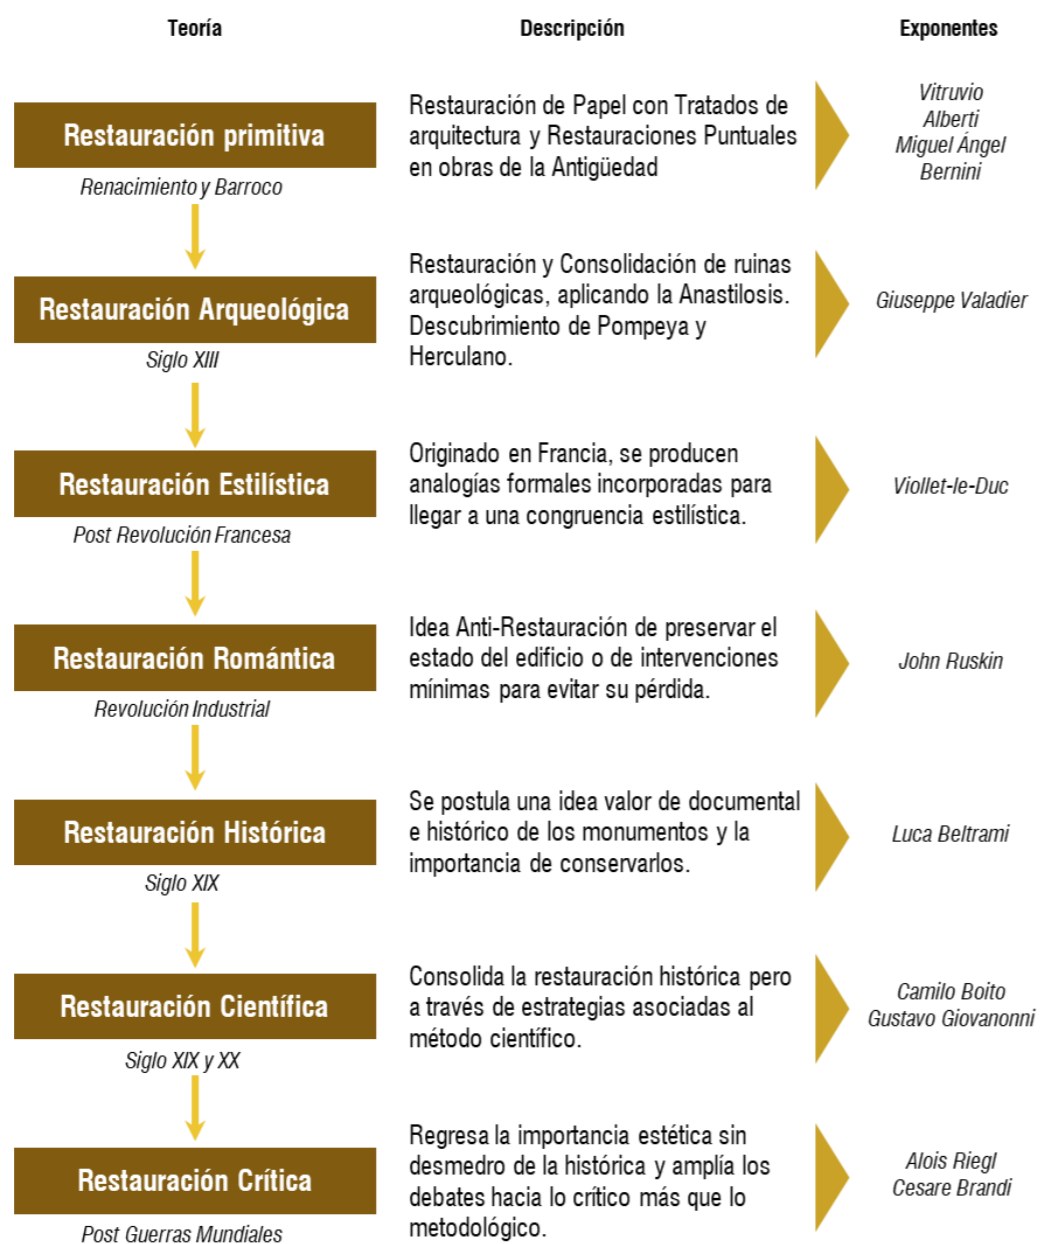 Teoría
Descripción
Exponentes
Restauración primitiva
Renacimiento y Barroco
Restauración de Papel con Tratados de
arquitectura y Restauraciones Puntuales
en obras de la Antigüedad
Vitruvio
Alberti
Miguel Ángel
Bernini
Restauración Arqueológica
Siglo XIII
Restauración y Consolidación de ruinas
arqueológicas, aplicando la Anastilosis.
Descubrimiento de Pompeya y
Herculano.
Giuseppe Valadier
Restauración Estilística
Post Revolución Francesa
Originado en Francia, se producen
analogías formales incorporadas para
llegar a una congruencia estilística.
Viollet-le-Duc
Restauración Romántica
Revolución Industrial
Idea Anti-Restauración de preservar el
estado del edificio o de intervenciones
mínimas para evitar su pérdida.
John Ruskin
Restauración Histórica
Siglo XIX
Se postula una idea valor de documental
e histórico de los monumentos y la
importancia de conservarlos.
Luca Beltrami
Restauración Científica
Siglo XIX y XX
Consolida la restauración histórica pero
a través de estrategias asociadas al
método científico.
Camilo Boito
Gustavo Giovanonni
Restauración Crítica
Post Guerras Mundiales
Regresa la importancia estética sin
desmedro de la histórica y amplía los
debates hacia lo crítico más que lo
metodológico.
Alois Riegl
Cesare Brandi